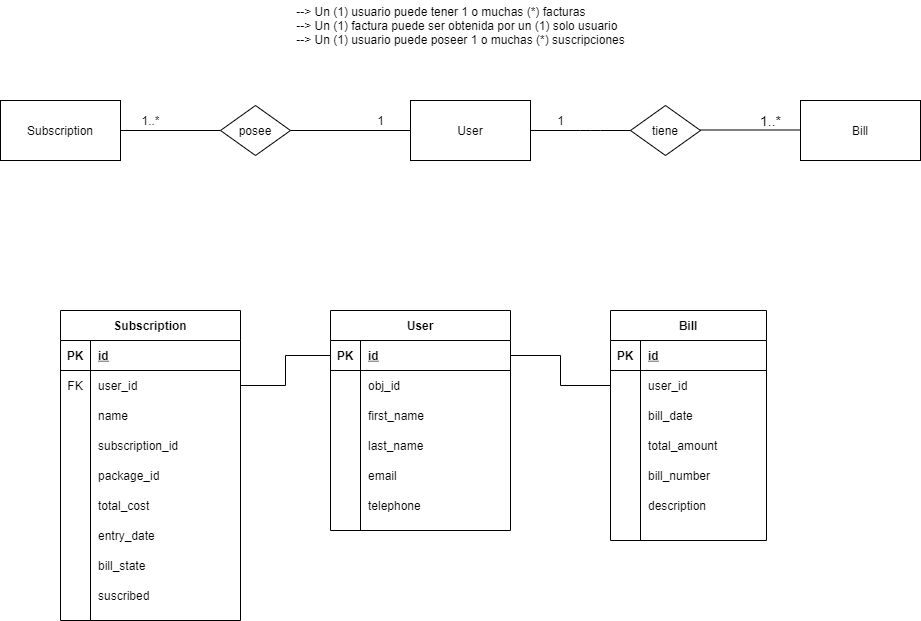 --> Un (1) usuario puede tener 1 o muchas (*) facturas
--> Un (1) factura puede ser obtenida por un (1) solo usuario
--> Un (1) usuario puede poseer 1 o muchas (*) suscripciones
Subscription 1..* posee 1 User 1 tiene 1..* Bill
Subscription
PK id
FK user_id
name
subscription_id
package_id
total_cost
entry_date
bill_state
suscribed
User
PK id
obj_id
first_name
last_name
email
telephone
Bill
PK id
user_id
bill_date
total_amount
bill_number
description